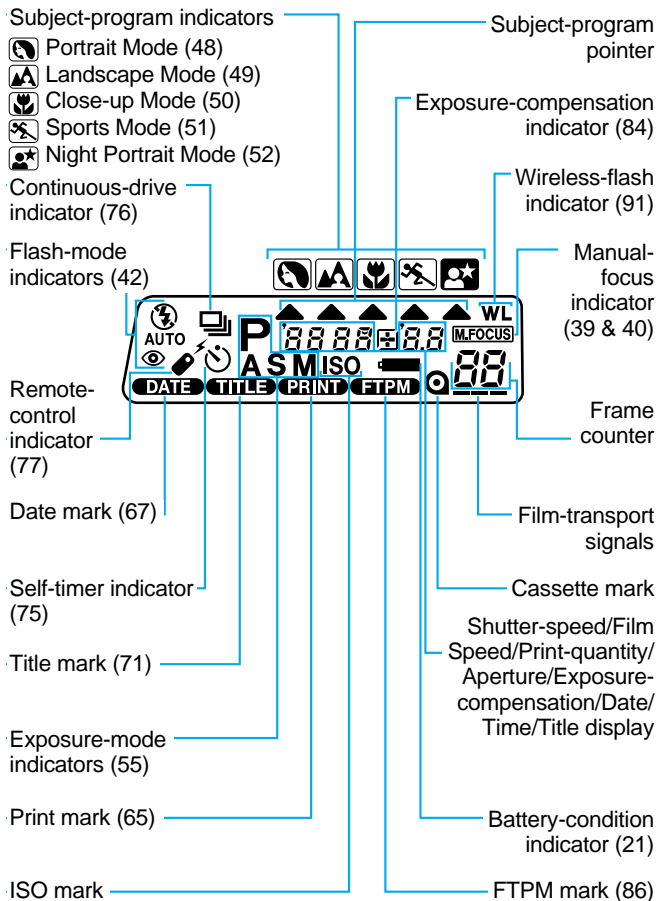 Subject-program indicators
Portrait Mode (48)
Landscape Mode (49)
Close-up Mode (50)
Sports Mode (51)
Night Portrait Mode (52)
Continuous-drive
indicator (76)
Flash-mode
indicators (42)
Remote-
control
indicator
(77)
Date mark (67)
Self-timer indicator
(75)
Title mark (71)
Exposure-mode
indicators (55)
Print mark (65)
ISO mark
Subject-program
pointer
Exposure-compensation
indicator (84)
Wireless-flash
indicator (91)
Manual-
focus
indicator
(39 & 40)
Frame
counter
Film-transport
signals
Cassette mark
Shutter-speed/Film
Speed/Print-quantity/
Aperture/Exposure-
compensation/Date/
Time/Title display
Battery-condition
indicator (21)
FTPM mark (86)
WL
AUTO P 8888 8.8 M.FOCUS
A S M ISO 88
DATE TITLE PRINT FTPM